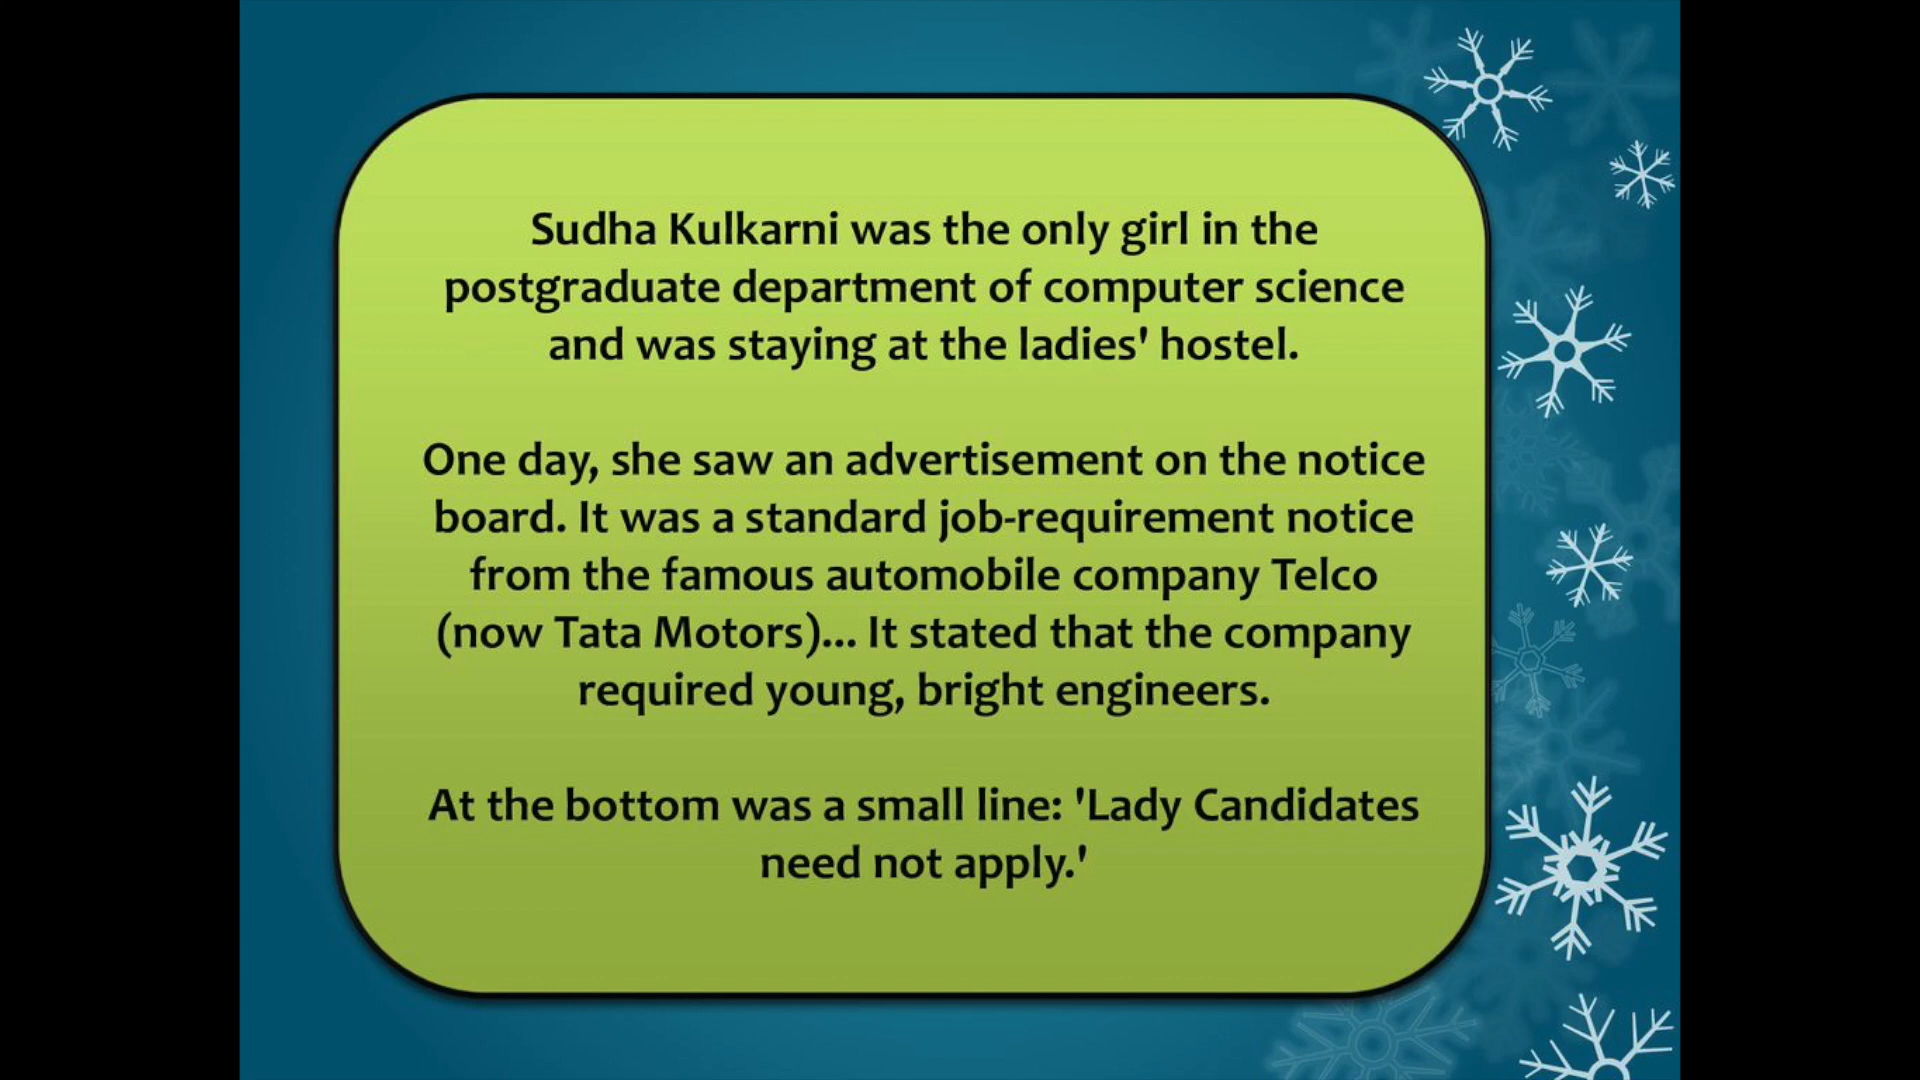 Sudha Kulkarni was the only girl in the
postgraduate department of computer science
and was staying at the ladies' hostel.
One day, she saw an advertisement on the notice
board. It was a standard job-requirement notice
from the famous automobile company Telco
(now Tata Motors)... It stated that the company
required young, bright engineers.
At the bottom was a small line: 'Lady Candidates
need not apply.'